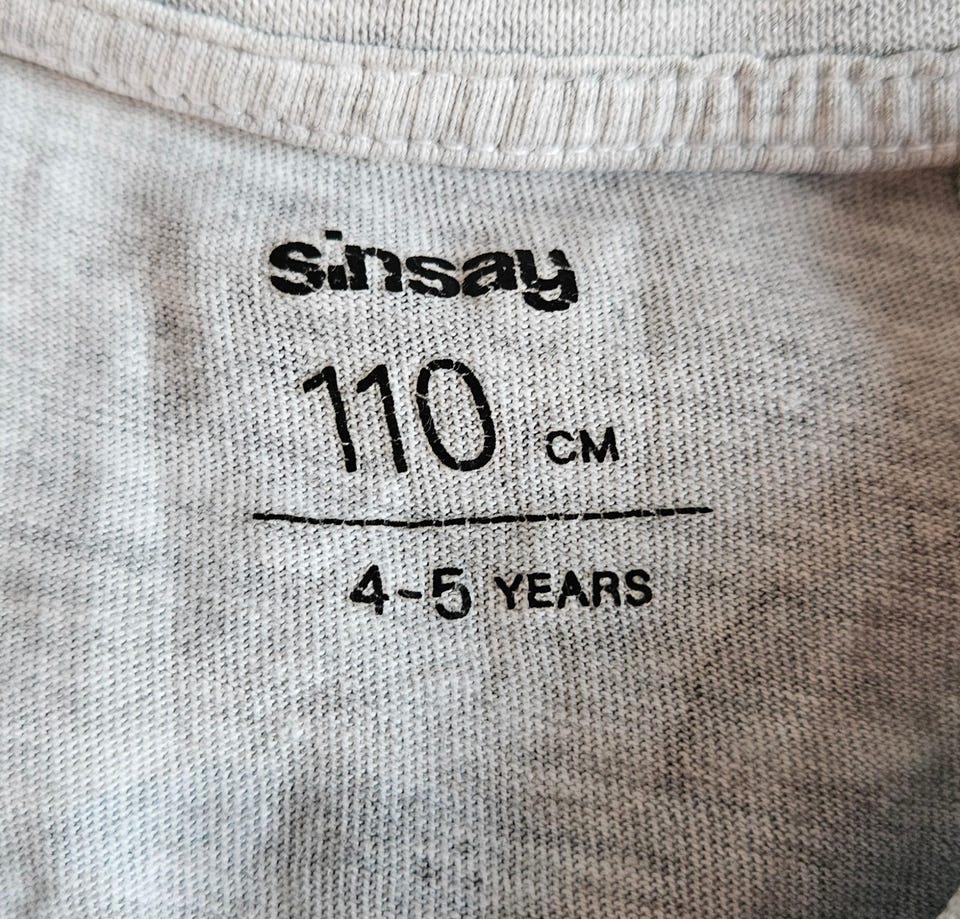 sinsay
110 CM
4-5 YEARS